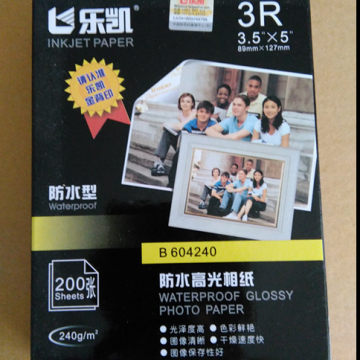 乐凯
INKJET PAPER
3R
3.5"×5"
89mm×127mm
请认准
乐凯
金背印
防水型
Waterproof
B 604240
200张
Sheets
240g/m²
防水高光相纸
WATERPROOF GLOSSY
PHOTO PAPER
• 光泽度高 • 色彩鲜艳
• 图像清晰 • 干燥速度快
• 图像保存性好